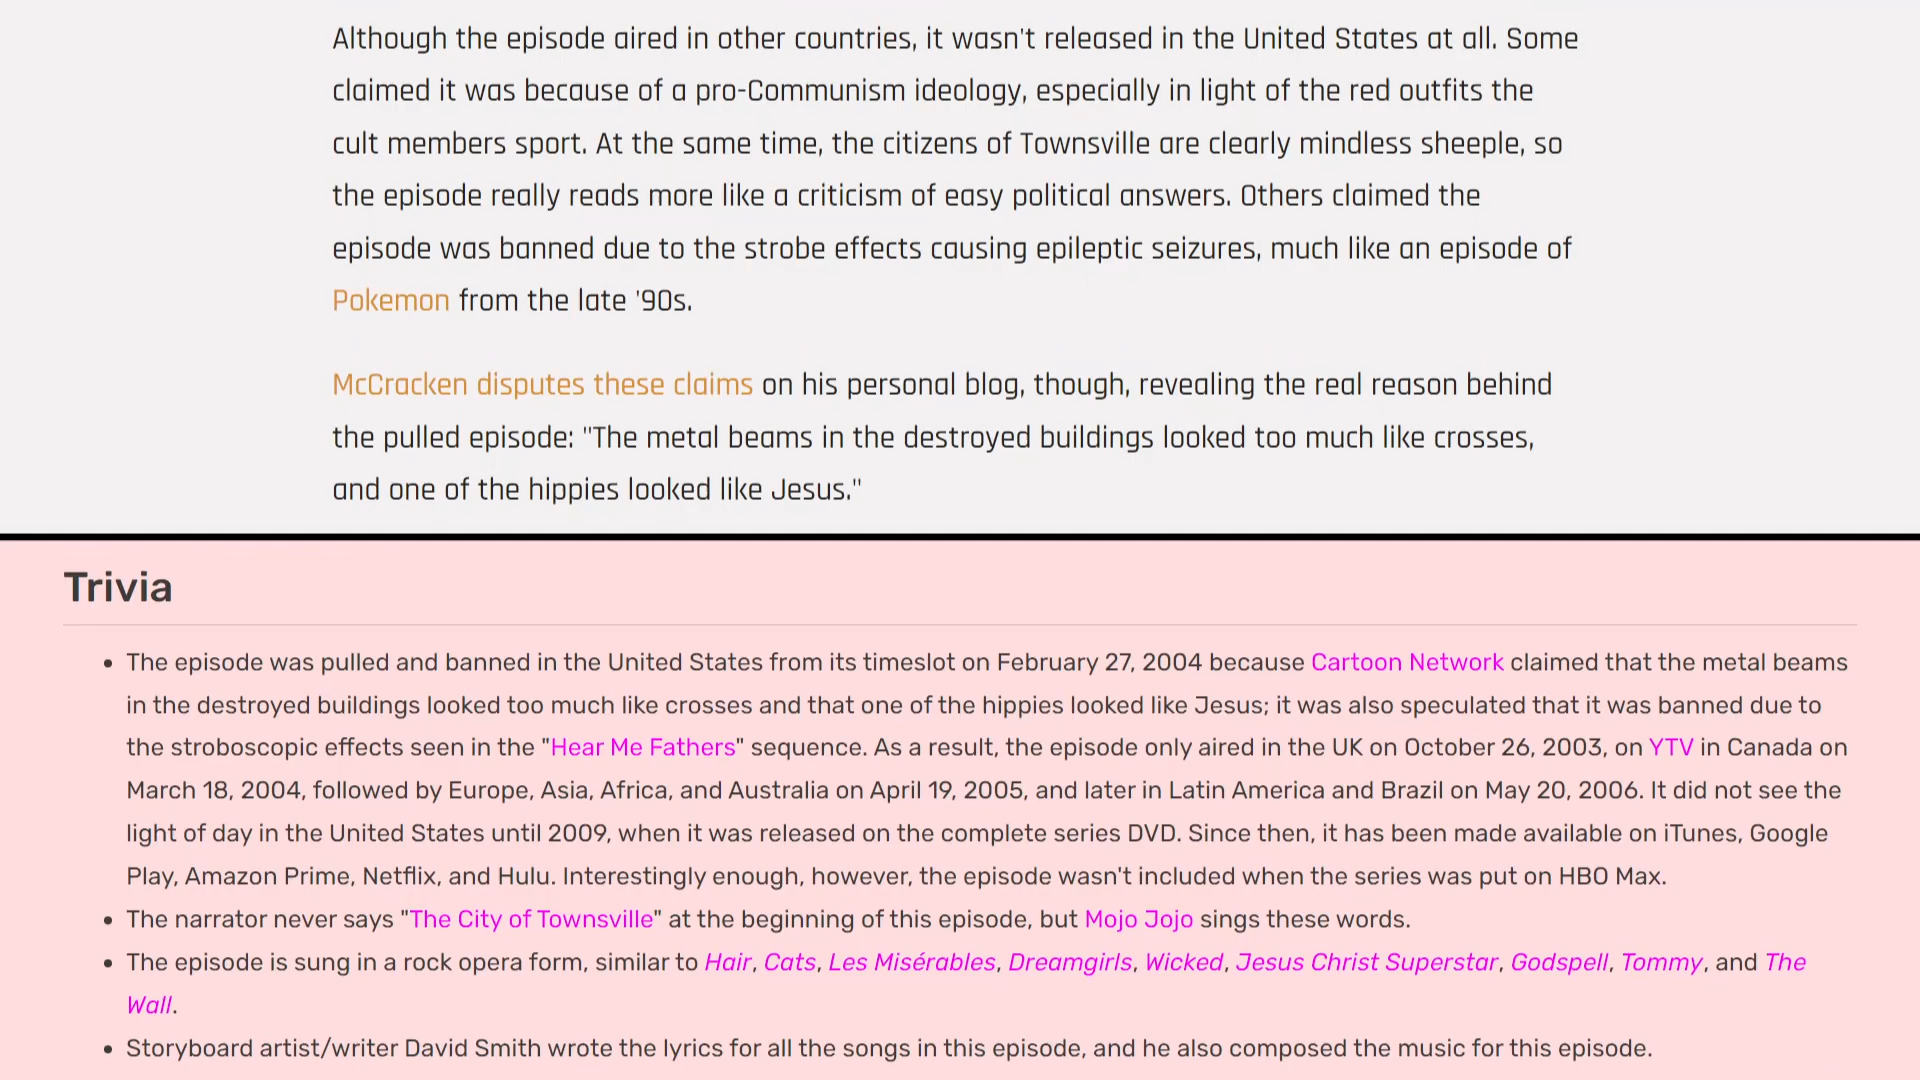 Although the episode aired in other countries, it wasn't released in the United States at all. Some
claimed it was because of a pro-Communism ideology, especially in light of the red outfits the
cult members sport. At the same time, the citizens of Townsville are clearly mindless sheeple, so
the episode really reads more like a criticism of easy political answers. Others claimed the
episode was banned due to the strobe effects causing epileptic seizures, much like an episode of
Pokemon from the late '90s.
McCracken disputes these claims on his personal blog, though, revealing the real reason behind
the pulled episode: "The metal beams in the destroyed buildings looked too much like crosses,
and one of the hippies looked like Jesus."
Trivia
• The episode was pulled and banned in the United States from its timeslot on February 27, 2004 because Cartoon Network claimed that the metal beams
in the destroyed buildings looked too much like crosses and that one of the hippies looked like Jesus; it was also speculated that it was banned due to
the stroboscopic effects seen in the "Hear Me Fathers" sequence. As a result, the episode only aired in the UK on October 26, 2003, on YTV in Canada on
March 18, 2004, followed by Europe, Asia, Africa, and Australia on April 19, 2005, and later in Latin America and Brazil on May 20, 2006. It did not see the
light of day in the United States until 2009, when it was released on the complete series DVD. Since then, it has been made available on iTunes, Google
Play, Amazon Prime, Netflix, and Hulu. Interestingly enough, however, the episode wasn't included when the series was put on HBO Max.
• The narrator never says "The City of Townsville" at the beginning of this episode, but Mojo Jojo sings these words.
• The episode is sung in a rock opera form, similar to Hair, Cats, Les Misérables, Dreamgirls, Wicked, Jesus Christ Superstar, Godspell, Tommy, and The
Wall.
• Storyboard artist/writer David Smith wrote the lyrics for all the songs in this episode, and he also composed the music for this episode.